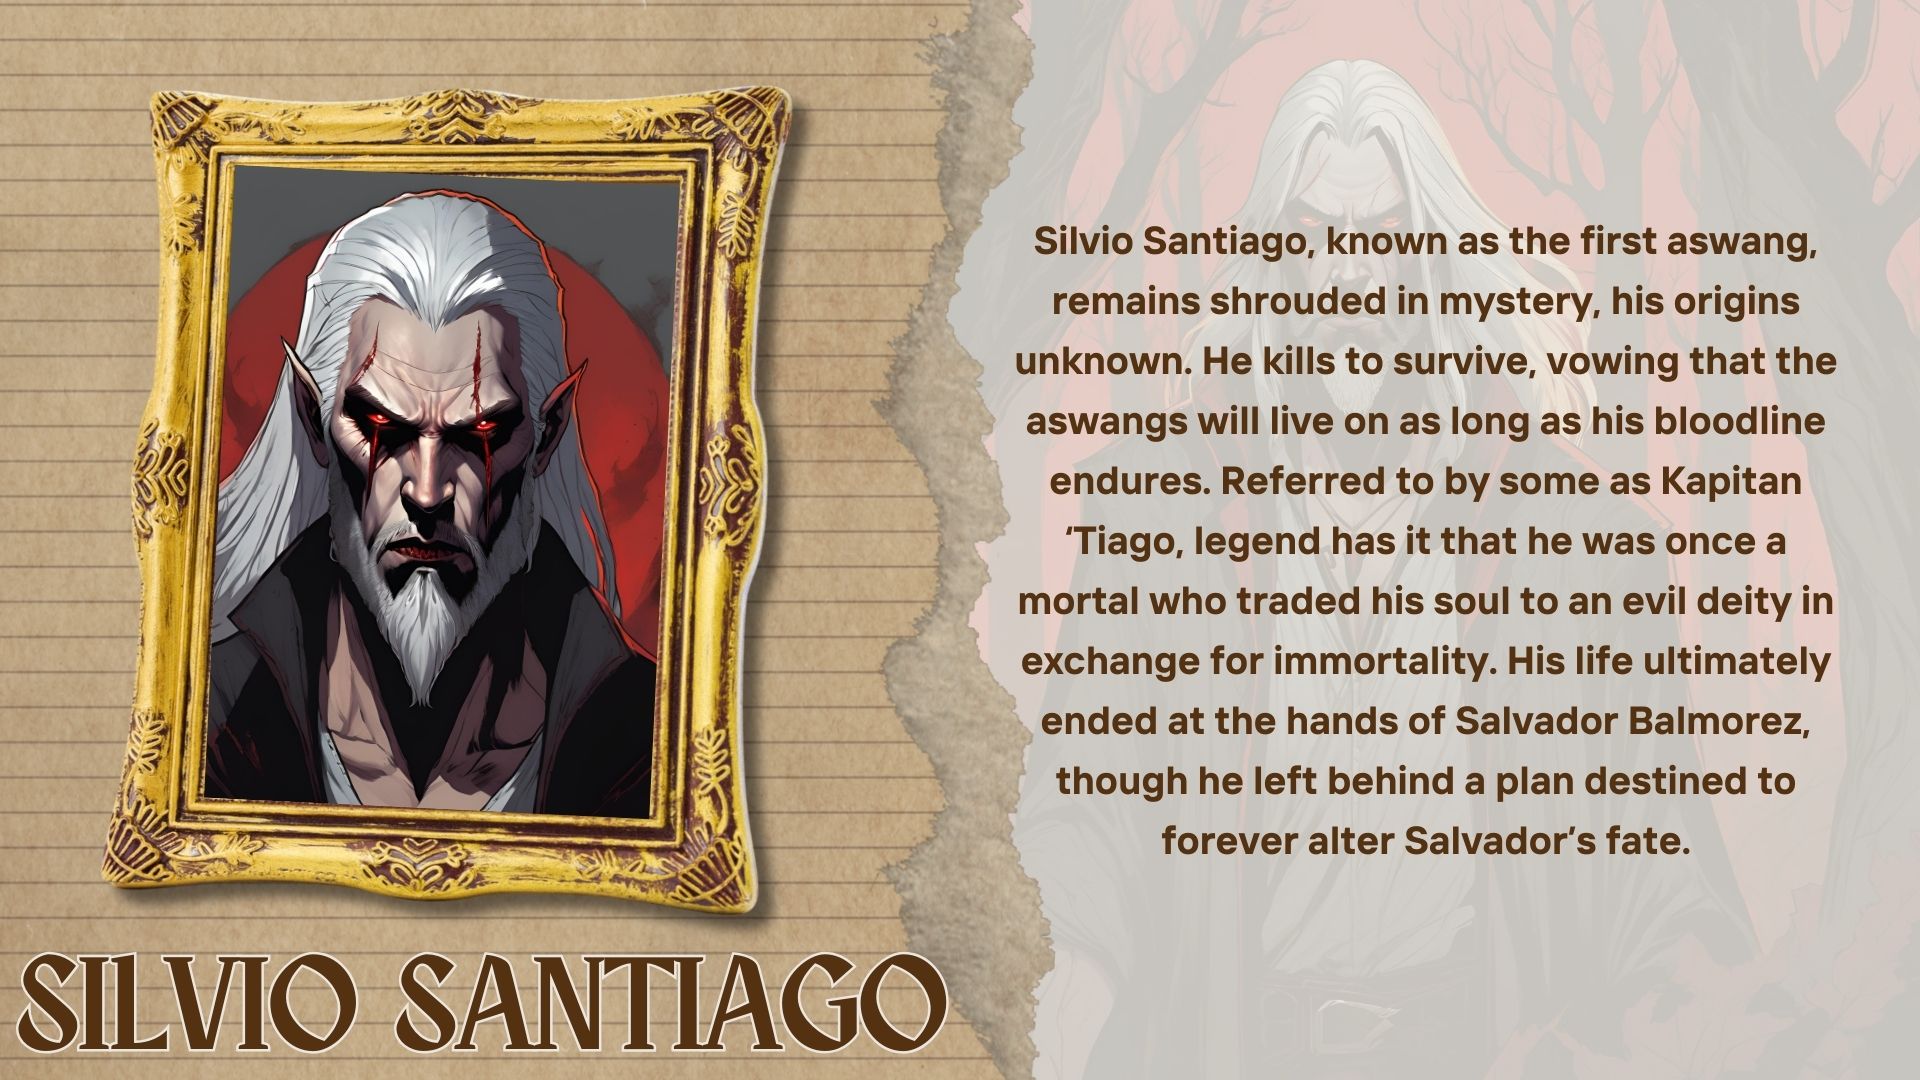 Silvio Santiago, known as the first aswang,
remains shrouded in mystery, his origins
unknown. He kills to survive, vowing that the
aswangs will live on as long as his bloodline
endures. Referred to by some as Kapitan
‘Tiago, legend has it that he was once a
mortal who traded his soul to an evil deity in
exchange for immortality. His life ultimately
ended at the hands of Salvador Balmorez,
though he left behind a plan destined to
forever alter Salvador’s fate.
SILVIO SANTIAGO